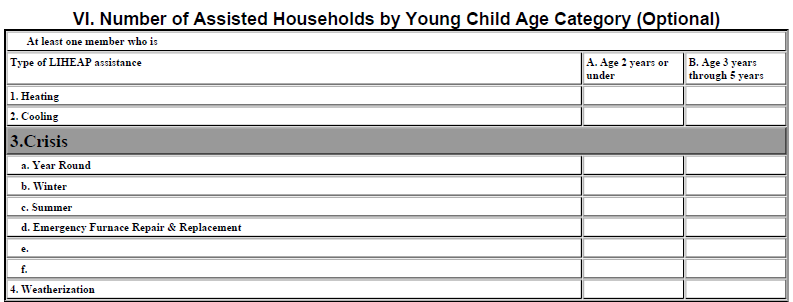 VI. Number of Assisted Households by Young Child Age Category (Optional)
At least one member who is
Type of LIHEAP assistance
A. Age 2 years or
under
B. Age 3 years
through 5 years
1. Heating
2. Cooling
3.Crisis
a. Year Round
b. Winter
c. Summer
d. Emergency Furnace Repair & Replacement
e.
f.
4. Weatherization